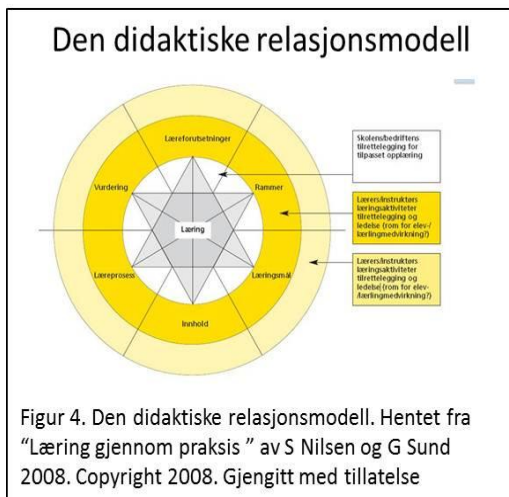 Den didaktiske relasjonsmodell
Læreforutsetninger
Vurdering
Rammer
Læring
Læreprosess
Læringsmål
Innhold
Skolens/bedriftens
tilrettelegging for
tilpasset opplæring
Lærers/instruktørs
læringsaktiviteter
tilrettelegging og
ledelse (rom for elev-/
lærlingmedvirkning?)
Lærers/instruktørs
læringsaktiviteter
tilrettelegging og
ledelse(rom for elev-
/lærlingmedvirkning?)
Figur 4. Den didaktiske relasjonsmodell. Hentet fra
“Læring gjennom praksis ” av S Nilsen og G Sund
2008. Copyright 2008. Gjengitt med tillatelse